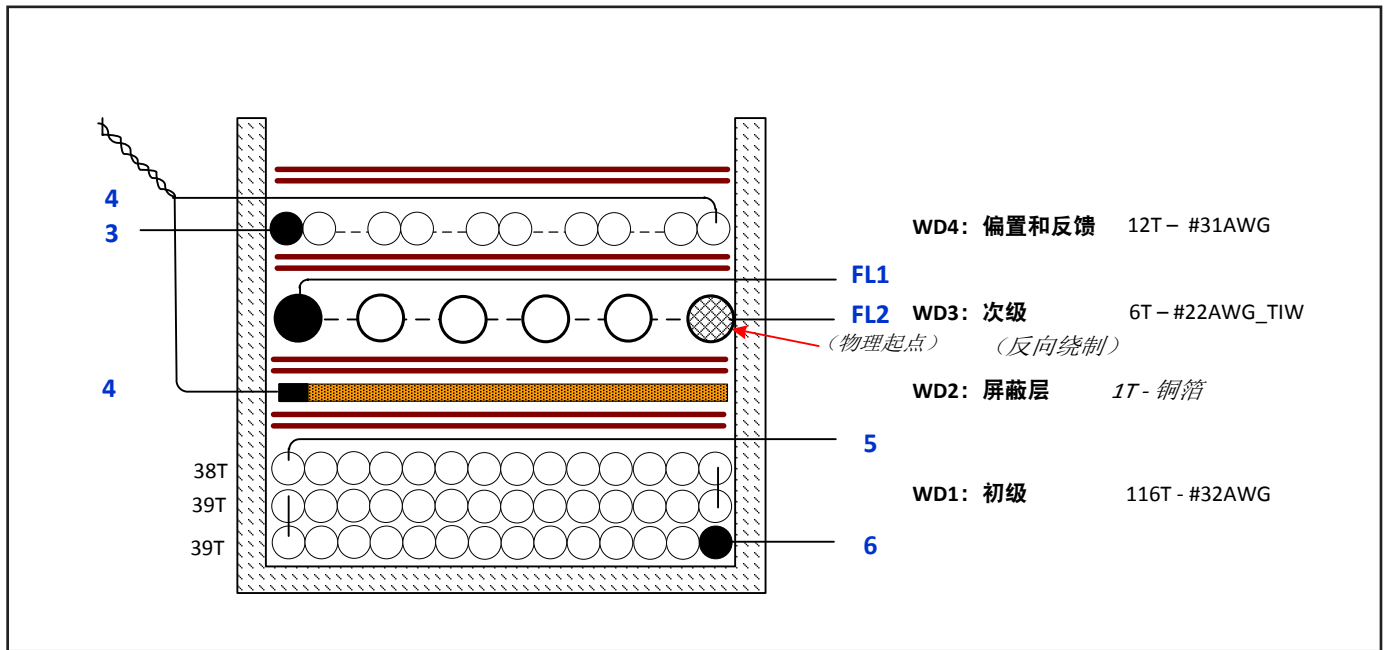 4
3
WD4：偏置和反馈 12T – #31AWG
FL1
FL2
WD3：次级 6T – #22AWG_TIW
（物理起点） （反向绕制）
4
WD2：屏蔽层 1T - 铜箔
5
38T
39T
WD1：初级 116T - #32AWG
39T
6